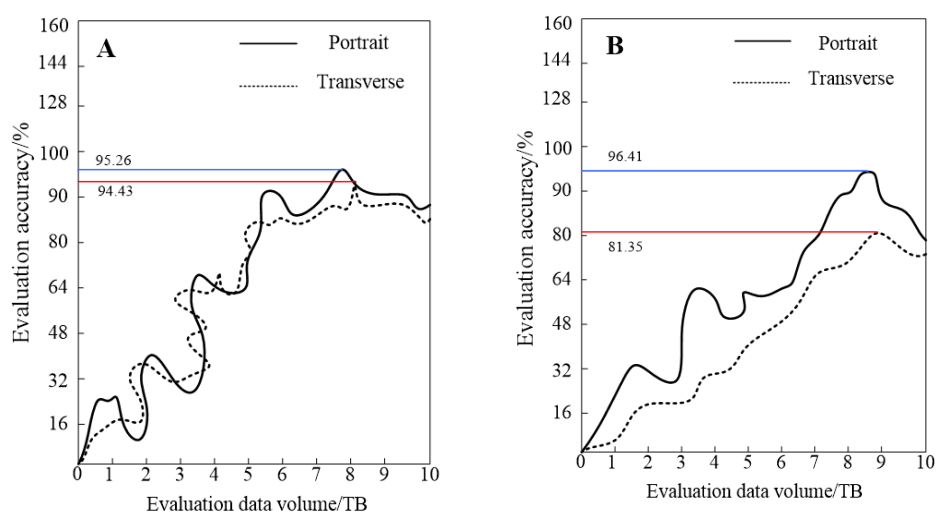 A
Portrait
Transverse
Evaluation accuracy/%
160
144
128
100
90
80
64
48
32
16
95.26
94.43
0 1 2 3 4 5 6 7 8 9 10
Evaluation data volume/TB
B
Portrait
Transverse
Evaluation accuracy/%
160
144
128
100
90
80
64
48
32
16
96.41
81.35
0 1 2 3 4 5 6 7 8 9 10
Evaluation data volume/TB